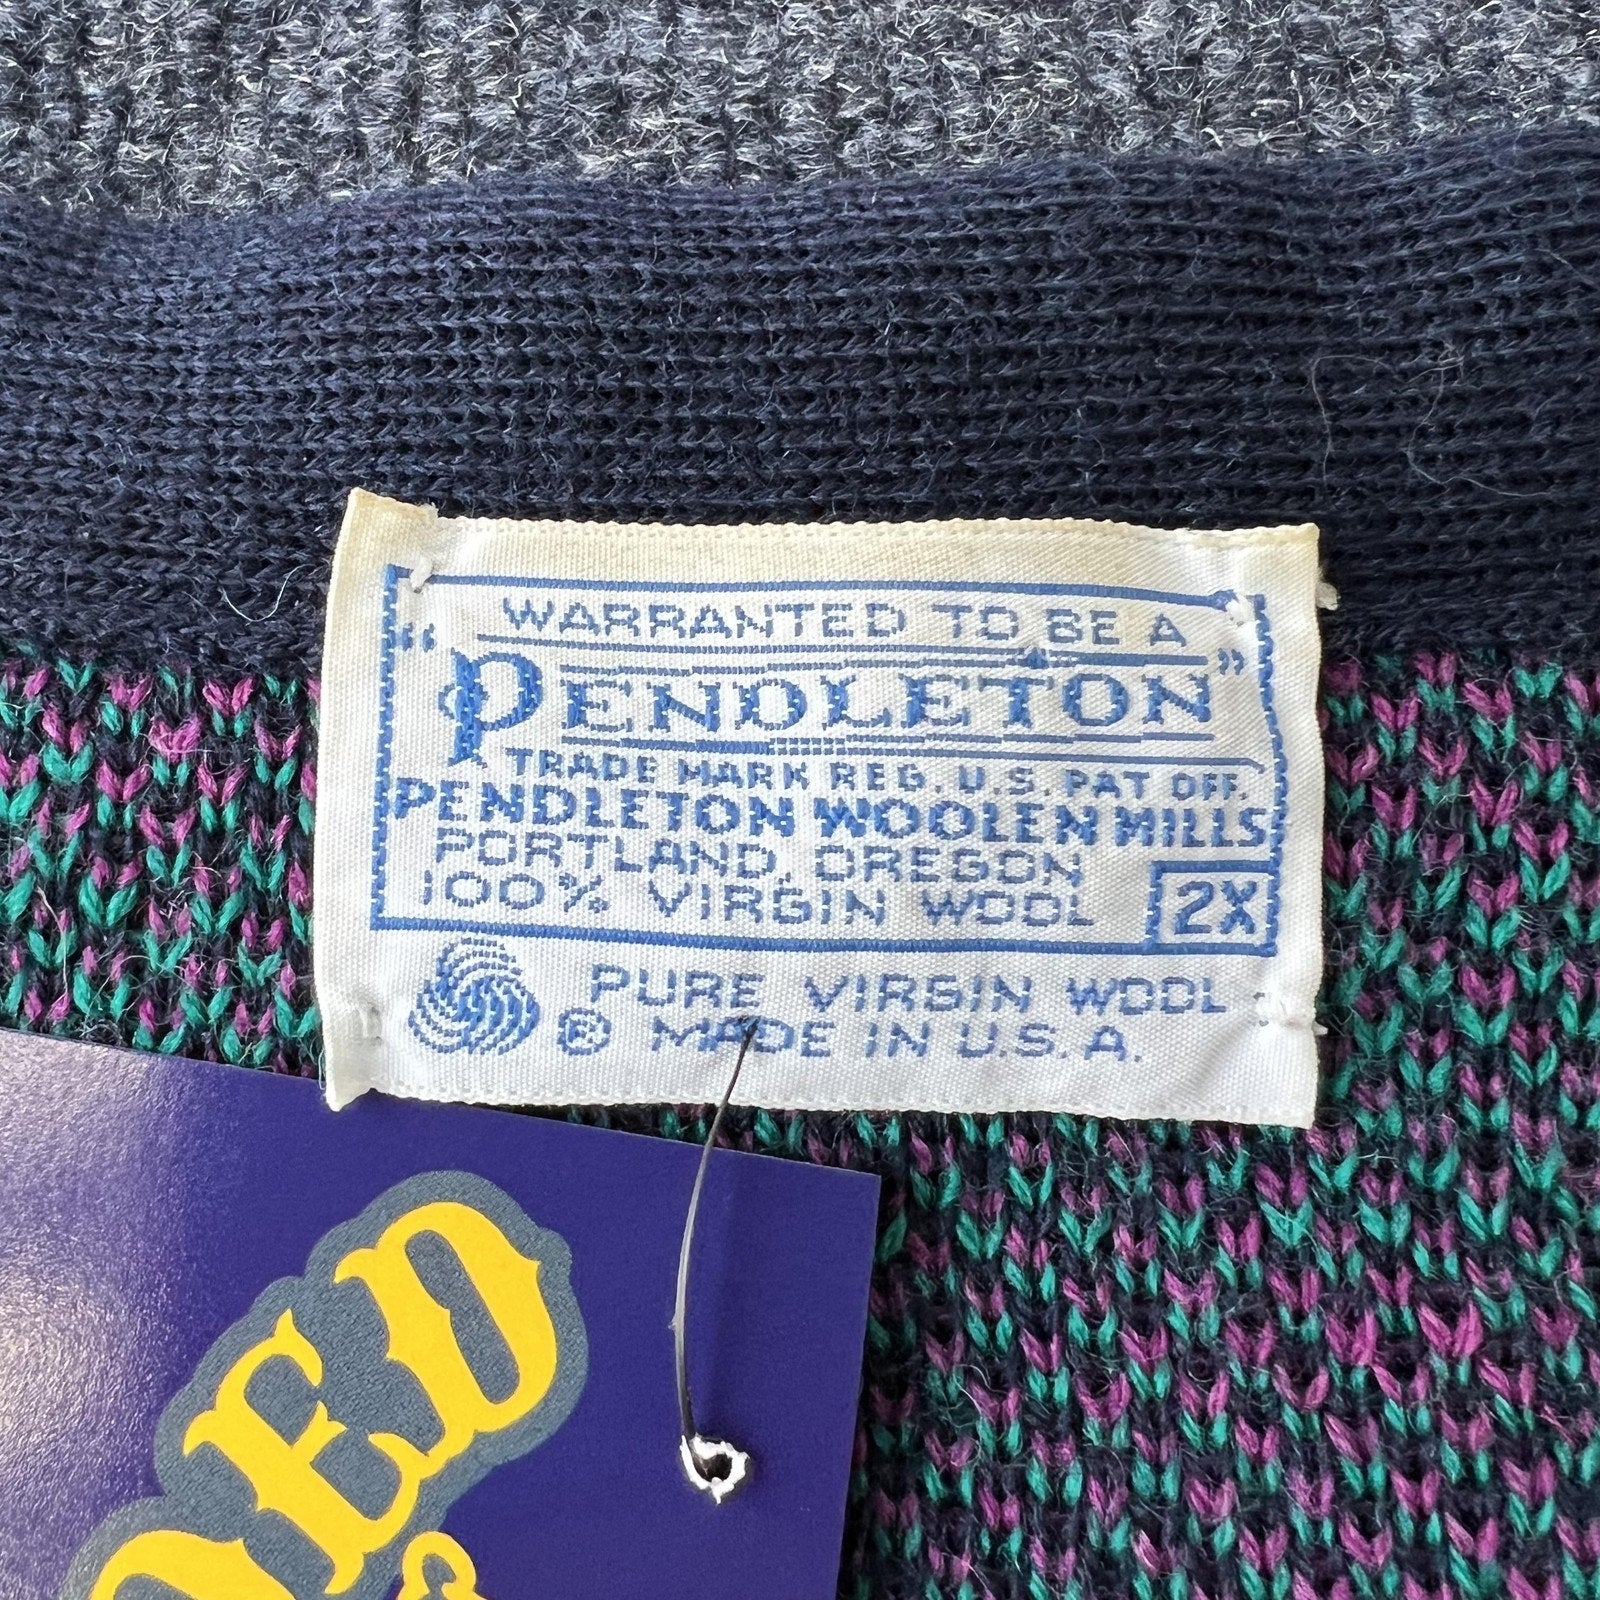 WARRANTED TO BE A
"PENDLETON"
TRADE MARK REG. U.S. PAT OFF.
PENDLETON WOOLEN MILLS
PORTLAND, OREGON
100% VIRGIN WOOL
2X
PURE VIRGIN WOOL
® MADE IN U.S.A.